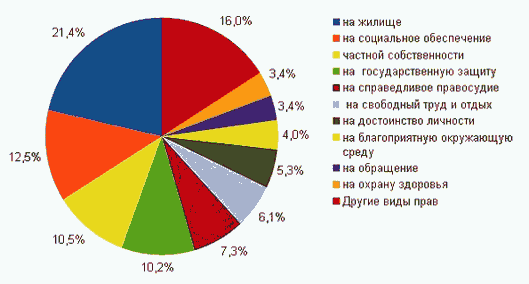 21,4%
16,0%
3,4%
3,4%
4,0%
5,3%
6,1%
7,3%
10,2%
10,5%
12,5%
на жилище
на социальное обеспечение
частной собственности
на государственную защиту
на справедливое правосудие
на свободный труд и отдых
на достоинство личности
на благоприятную окружающую
среду
на обращение
на охрану здоровья
Другие виды прав